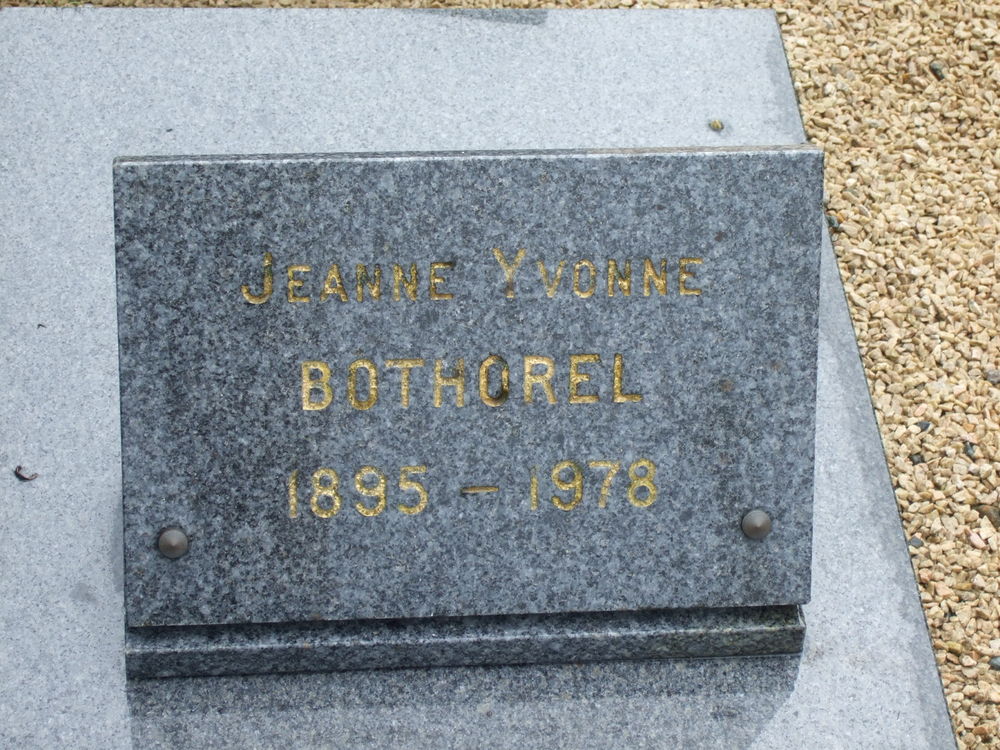 Jeanne Yvonne
BOTHOREL
1895 – 1978